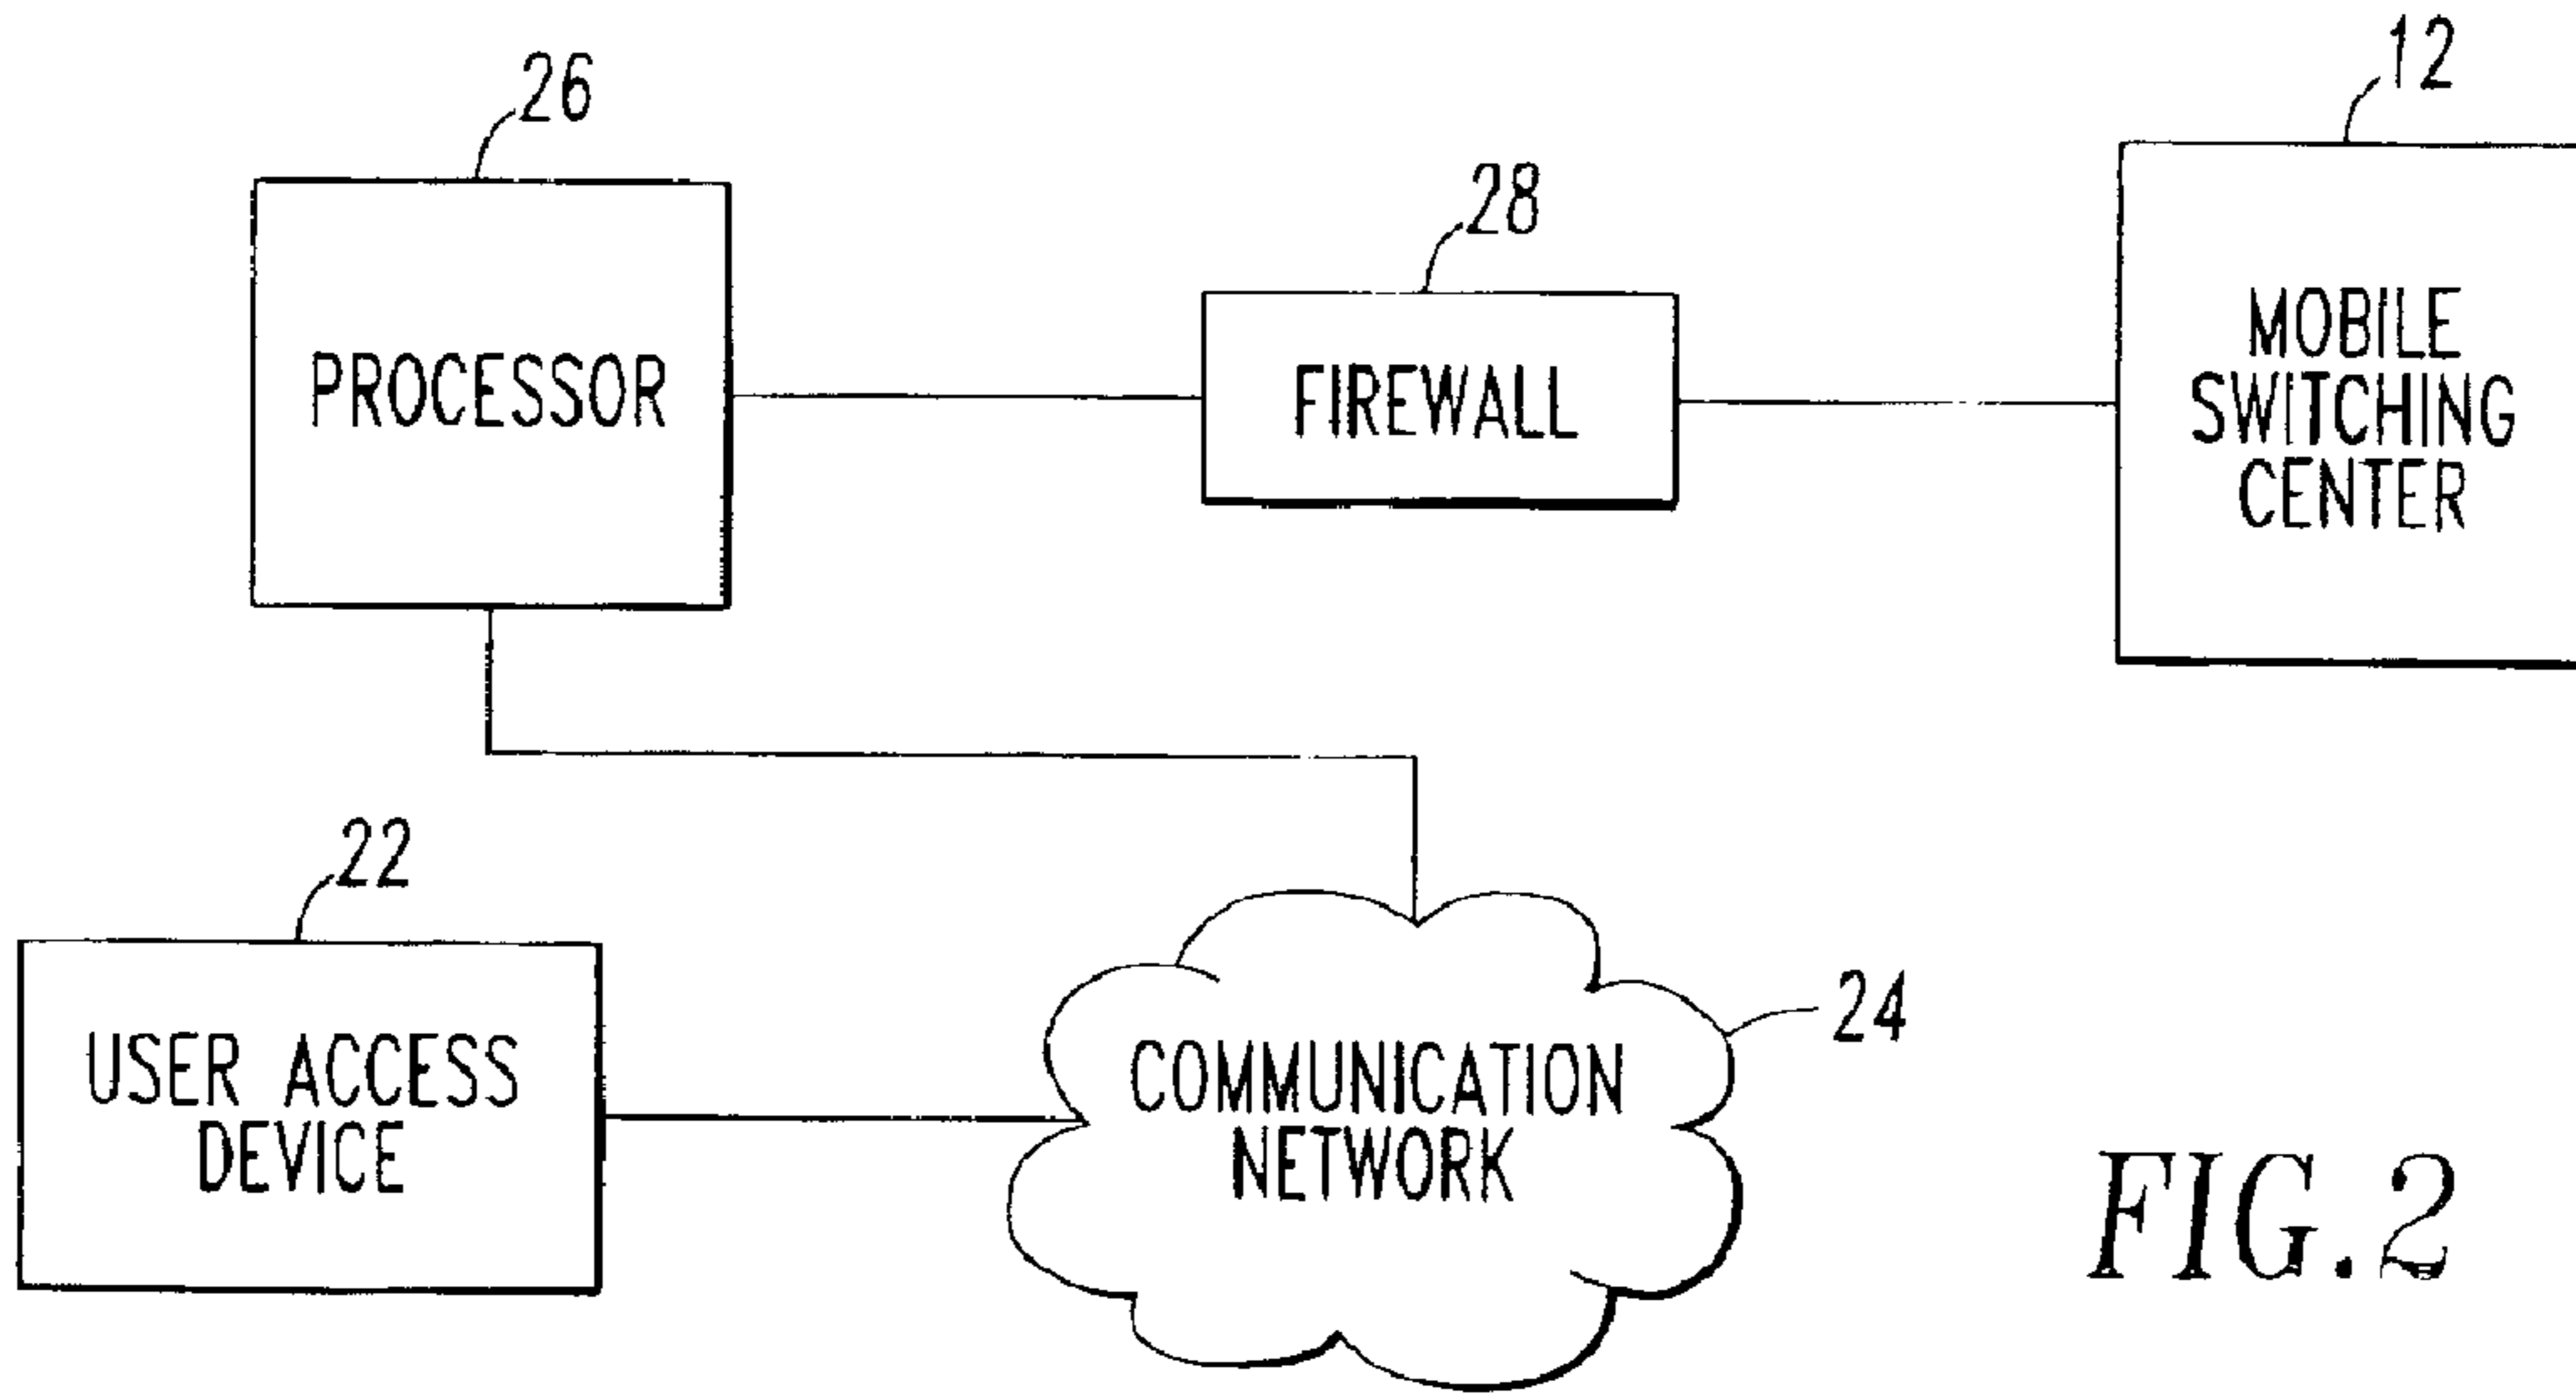 26
12
28
PROCESSOR
FIREWALL
MOBILE
SWITCHING
CENTER
22
24
USER ACCESS
DEVICE
COMMUNICATION
NETWORK
FIG.2